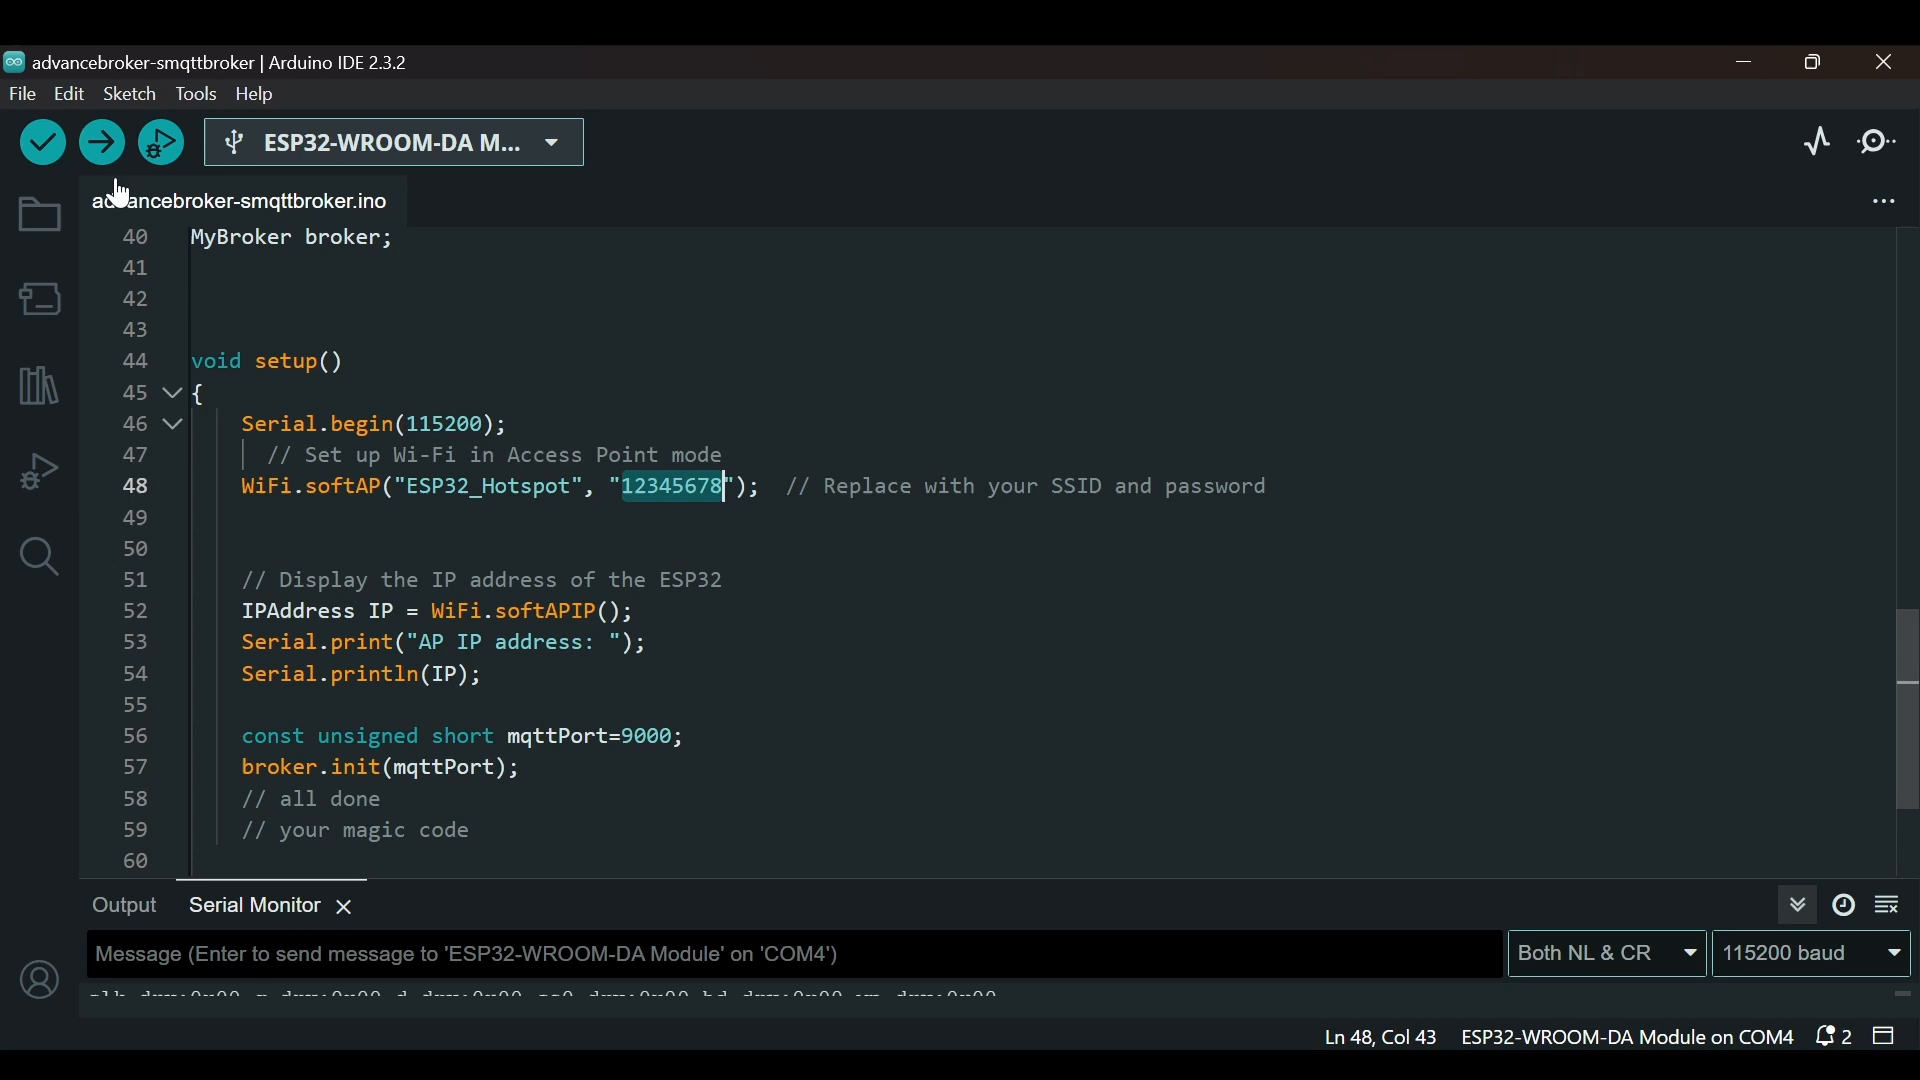 advancebroker-smqttbroker | Arduino IDE 2.3.2
File Edit Sketch Tools Help
ESP32-WROOM-DA M...
advancebroker-smqttbroker.ino
40 MyBroker broker;
41
42
43
44 void setup()
45 {
46 Serial.begin(115200);
47 // Set up Wi-Fi in Access Point mode
48 WiFi.softAP("ESP32_Hotspot", "12345678"); // Replace with your SSID and password
49
50
51 // Display the IP address of the ESP32
52 IPAddress IP = WiFi.softAPIP();
53 Serial.print("AP IP address: ");
54 Serial.println(IP);
55
56 const unsigned short mqttPort=9000;
57 broker.init(mqttPort);
58 // all done
59 // your magic code
60
Output Serial Monitor
Message (Enter to send message to 'ESP32-WROOM-DA Module' on 'COM4') Both NL & CR 115200 baud
Ln 48, Col 43 ESP32-WROOM-DA Module on COM4 2